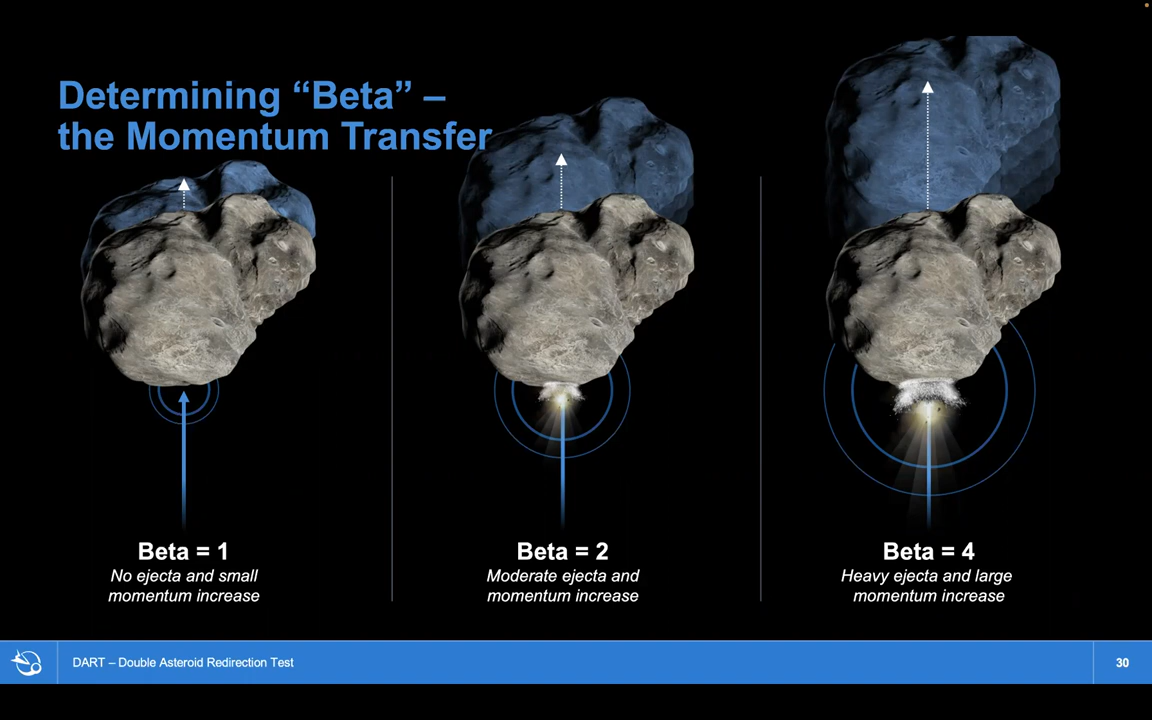 Determining “Beta” –
the Momentum Transfer
Beta = 1
No ejecta and small
momentum increase
Beta = 2
Moderate ejecta and
momentum increase
Beta = 4
Heavy ejecta and large
momentum increase
DART – Double Asteroid Redirection Test
30